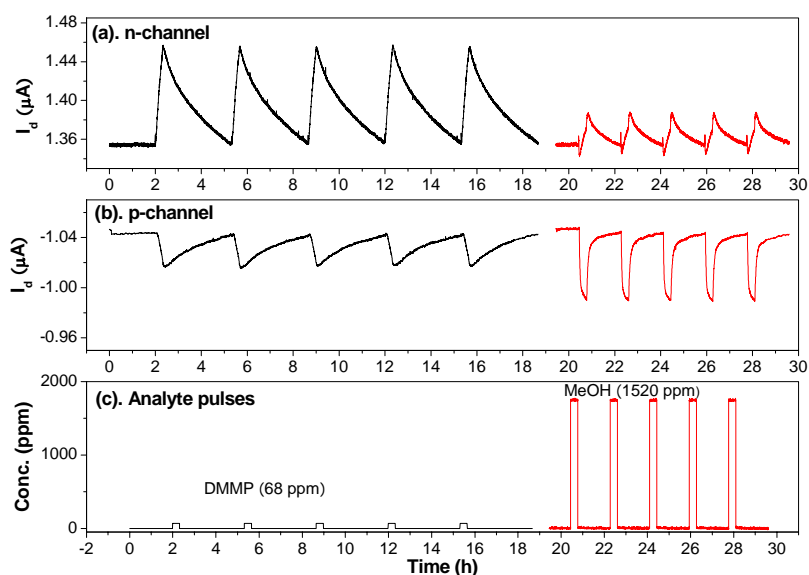 (a). n-channel
1.48
1.44
1.40
1.36
I_d (μA)
0 2 4 6 8 10 12 14 16 18 20 22 24 26 28 30
(b). p-channel
-1.04
-1.00
-0.96
I_d (μA)
0 2 4 6 8 10 12 14 16 18 20 22 24 26 28 30
(c). Analyte pulses
MeOH (1520 ppm)
DMMP (68 ppm)
2000
1000
0
Conc. (ppm)
-2 0 2 4 6 8 10 12 14 16 18 20 22 24 26 28 30
Time (h)